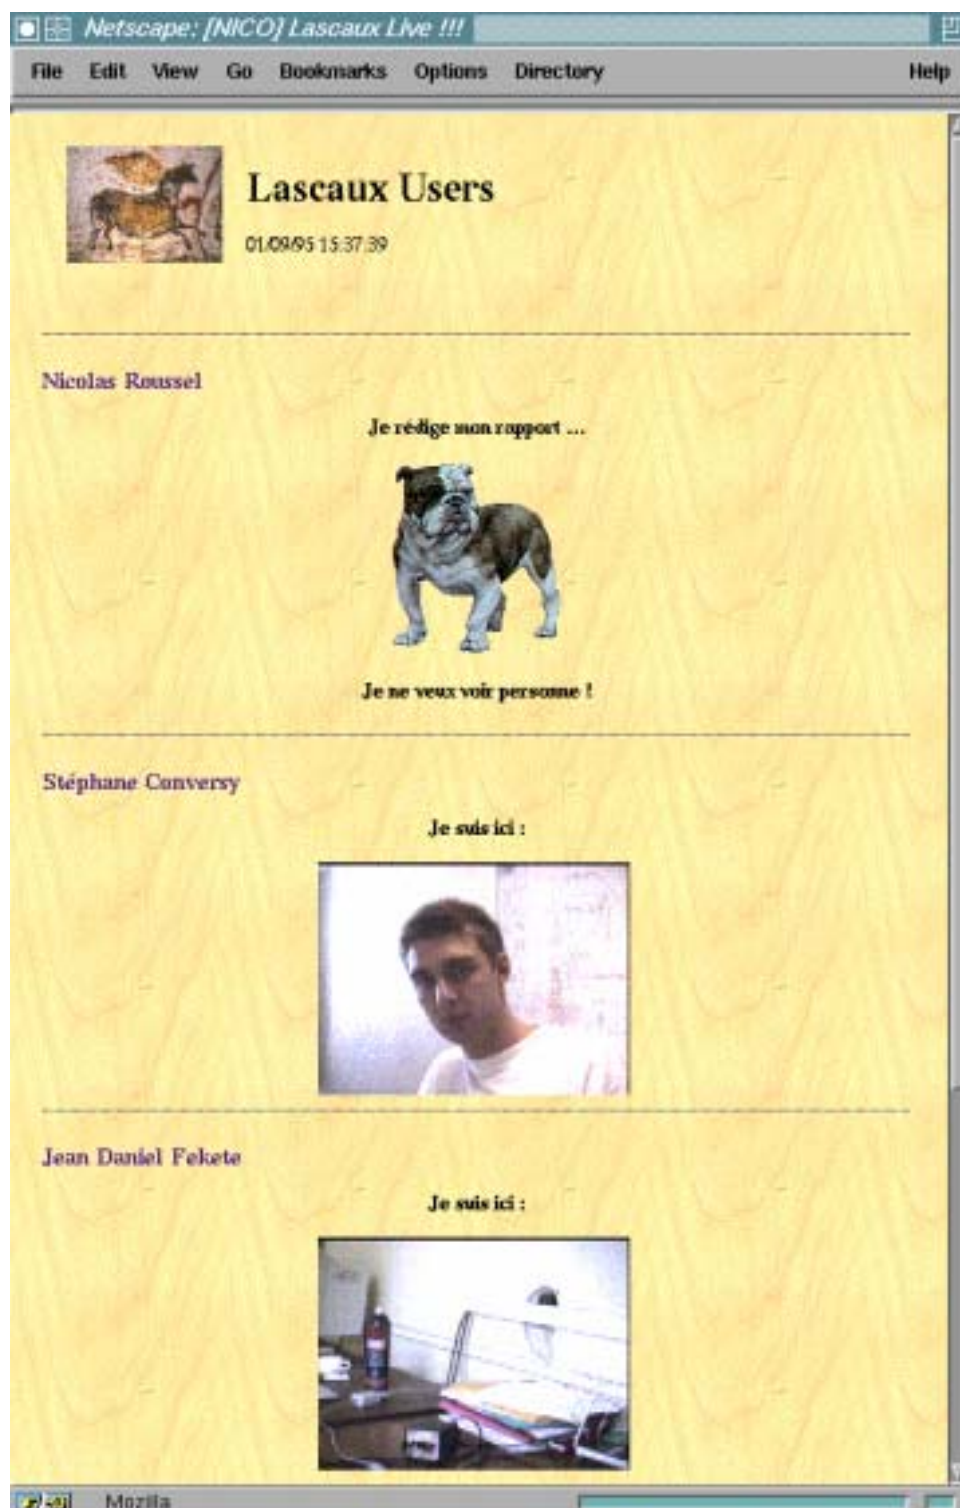 Netscape: [NICO] Lascaux Live !!!
File Edit View Go Bookmarks Options Directory Help
Lascaux Users
01/09/95 15:37:39
Nicolas Roussel
Je rédige mon rapport ...
Je ne veux voir personne !
Stéphane Conversy
Je suis ici :
Jean Daniel Fekete
Je suis ici :
Mozilla